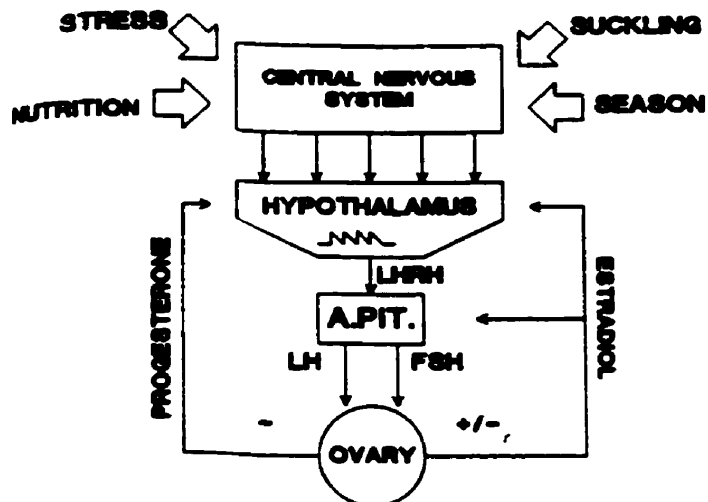 STRESS
SUCKLING
CENTRAL NERVOUS
SYSTEM
NUTRITION
SEASON
HYPOTHALAMUS
LHRH
PROGESTERONE
ESTRADIOL
A.PIT.
LH
FSH
-
+/-
OVARY